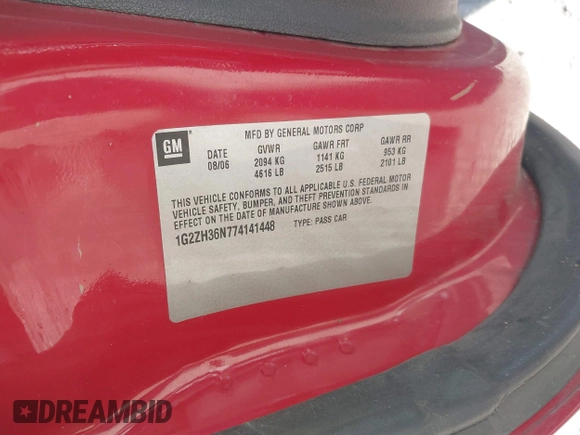 GM
MFD BY GENERAL MOTORS CORP
DATE GVWR GAWR FRT GAWR RR
08/06 2094 KG 1141 KG 953 KG
4616 LB 2515 LB 2101 LB
THIS VEHICLE CONFORMS TO ALL APPLICABLE U.S. FEDERAL MOTOR
VEHICLE SAFETY, BUMPER, AND THEFT PREVENTION STANDARDS IN
EFFECT ON THE DATE OF MANUFACTURE SHOWN ABOVE.
1G2ZH36N774141448 TYPE: PASS CAR
DREAMBID